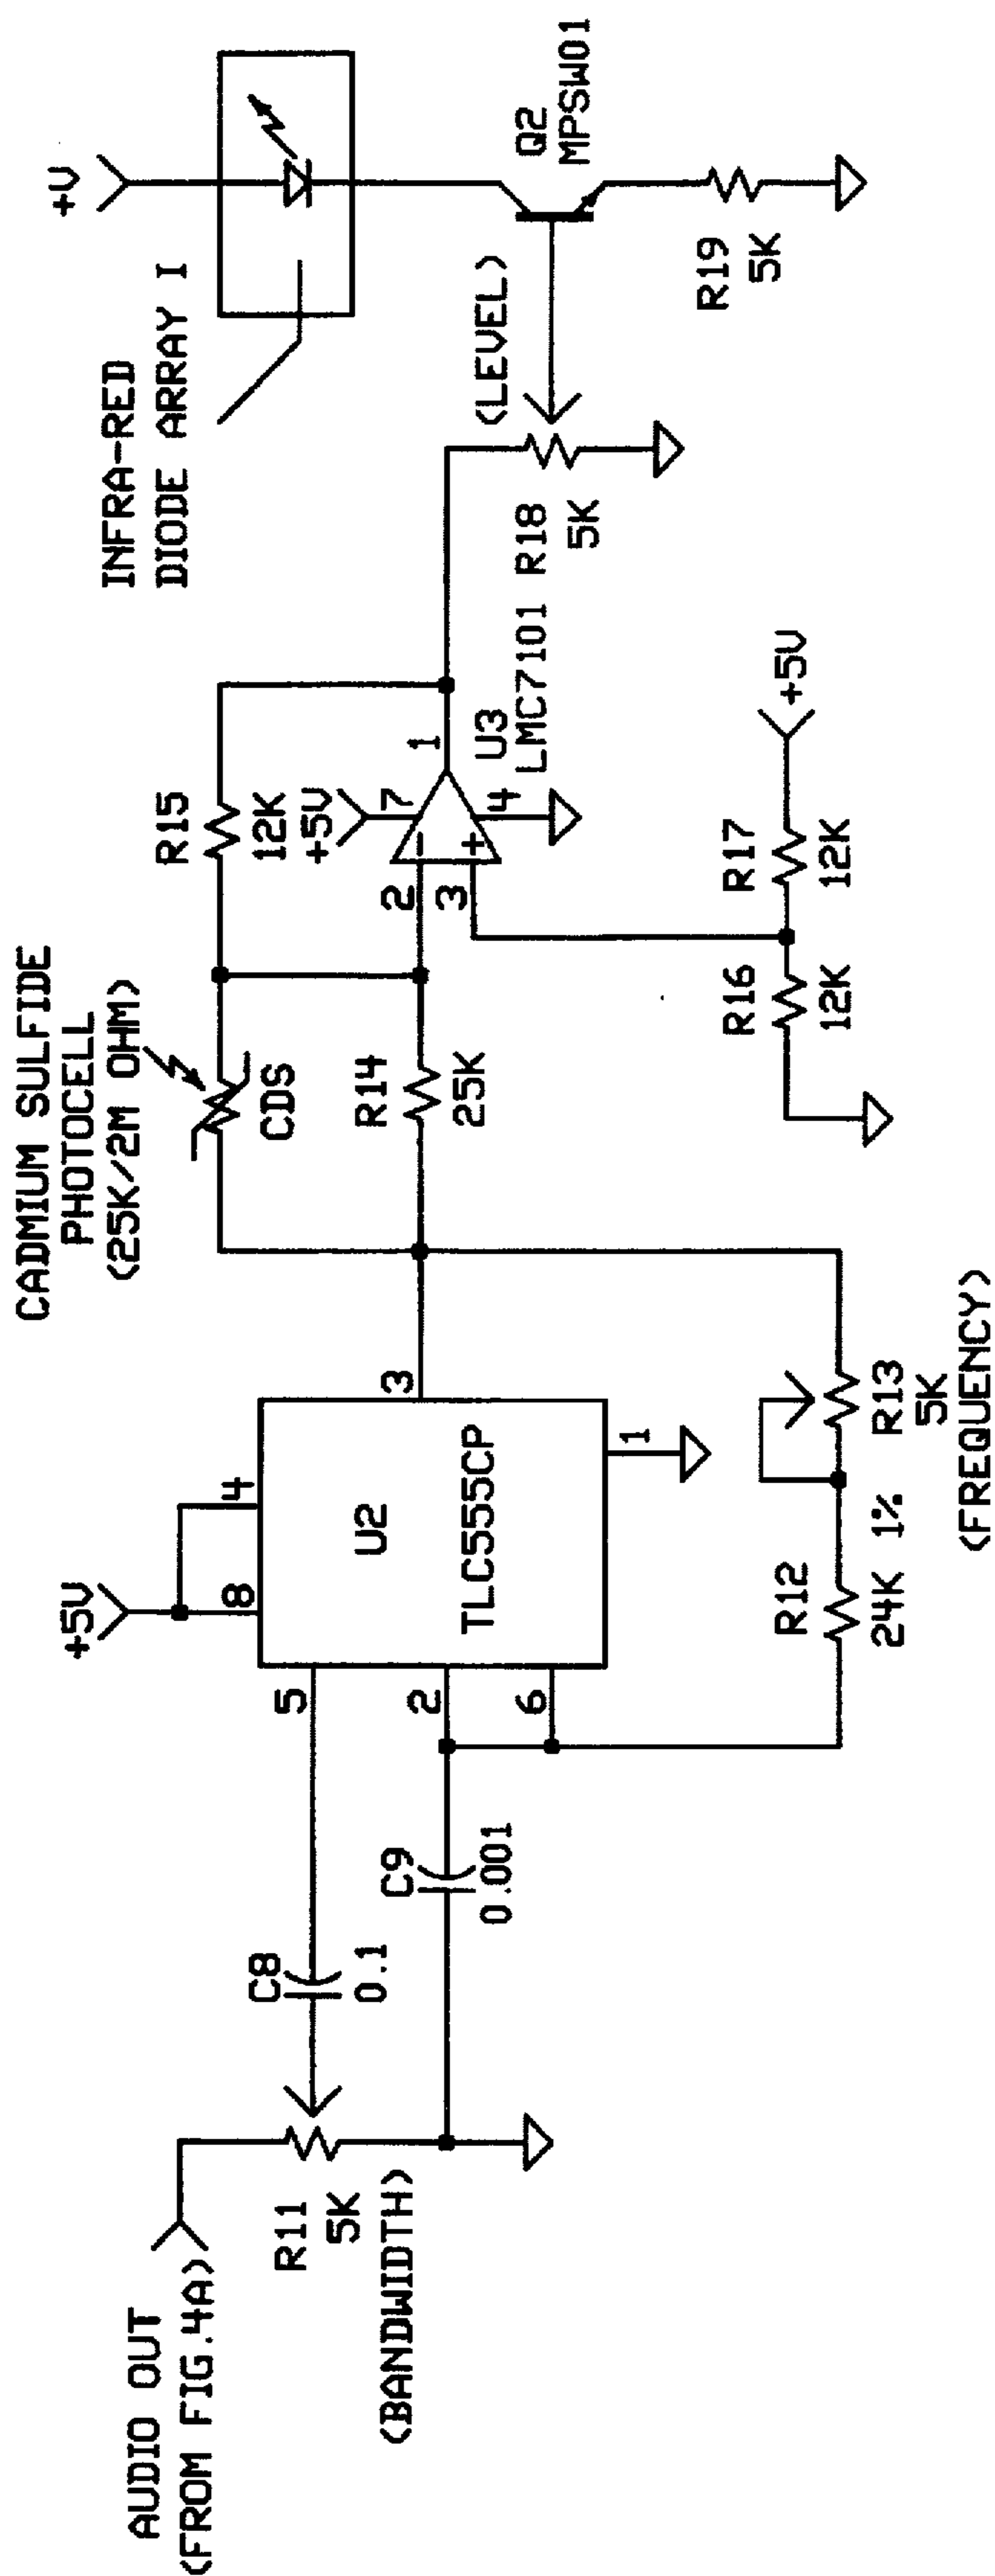 AUDIO OUT
(FROM FIG.4A)
R11
5K
(BANDWIDTH)
C8
0.1
C9
0.001
+5V
8
4
5
2
6
3
1
U2
TLC555CP
R12
24K 1%
R13
5K
(FREQUENCY)
CADMIUM SULFIDE
PHOTOCELL
(25K/2M OHM)
CDS
R14
25K
R15
12K
+5V
2
3
7
4
1
-
+
U3
LMC7101
R16
12K
R17
12K
+5V
R18
5K
(LEVEL)
INFRA-RED
DIODE ARRAY I
+V
Q2
MPSW01
R19
5K